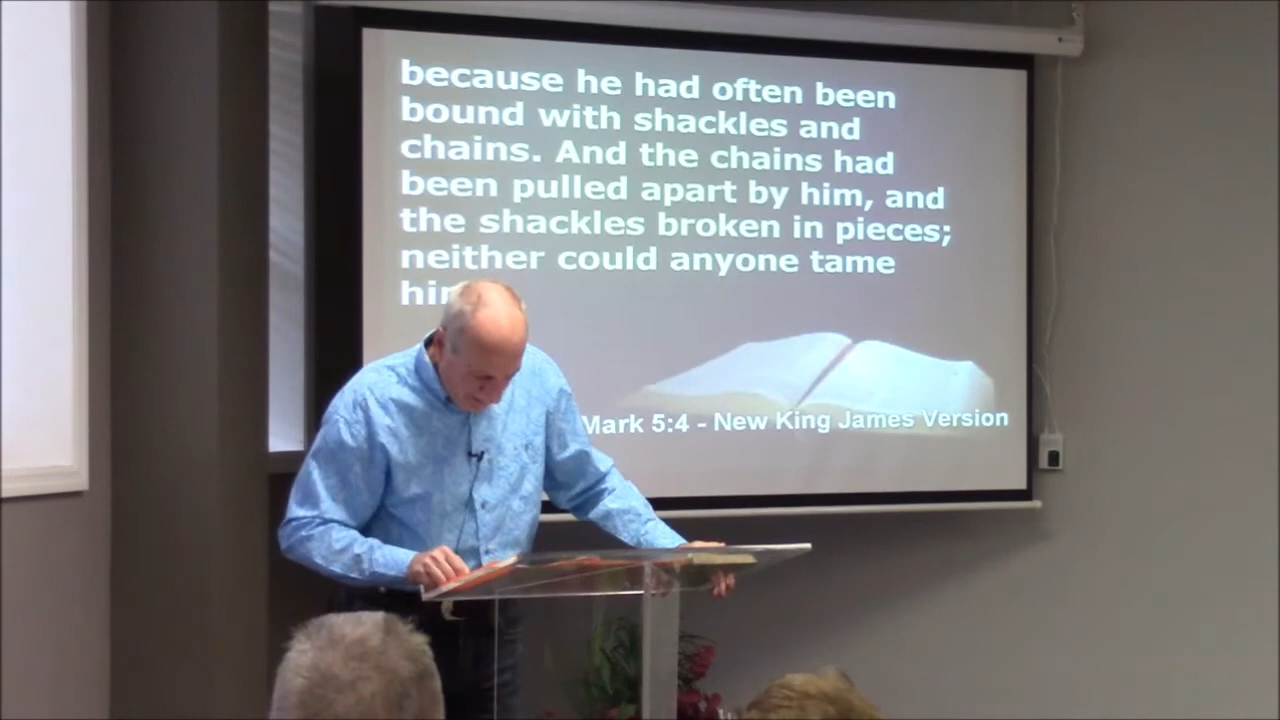 because he had often been
bound with shackles and
chains. And the chains had
been pulled apart by him, and
the shackles broken in pieces;
neither could anyone tame
Mark 5:4 - New King James Version